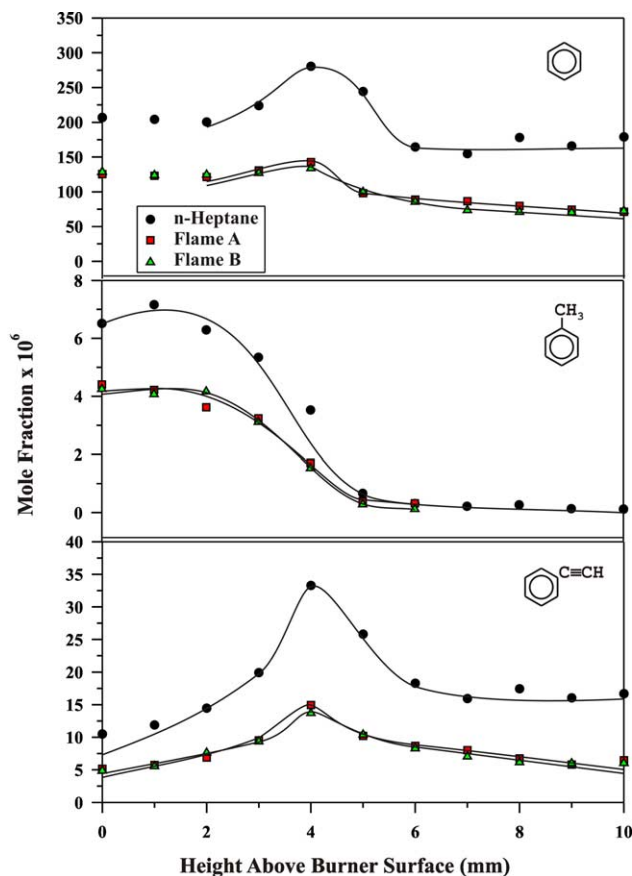 350
300
250
200
150
100
50
0
n-Heptane
Flame A
Flame B
8
CH3
6
4
2
0
Mole Fraction x 10^6
40
C≡CH
35
30
25
20
15
10
5
0
0 2 4 6 8 10
Height Above Burner Surface (mm)